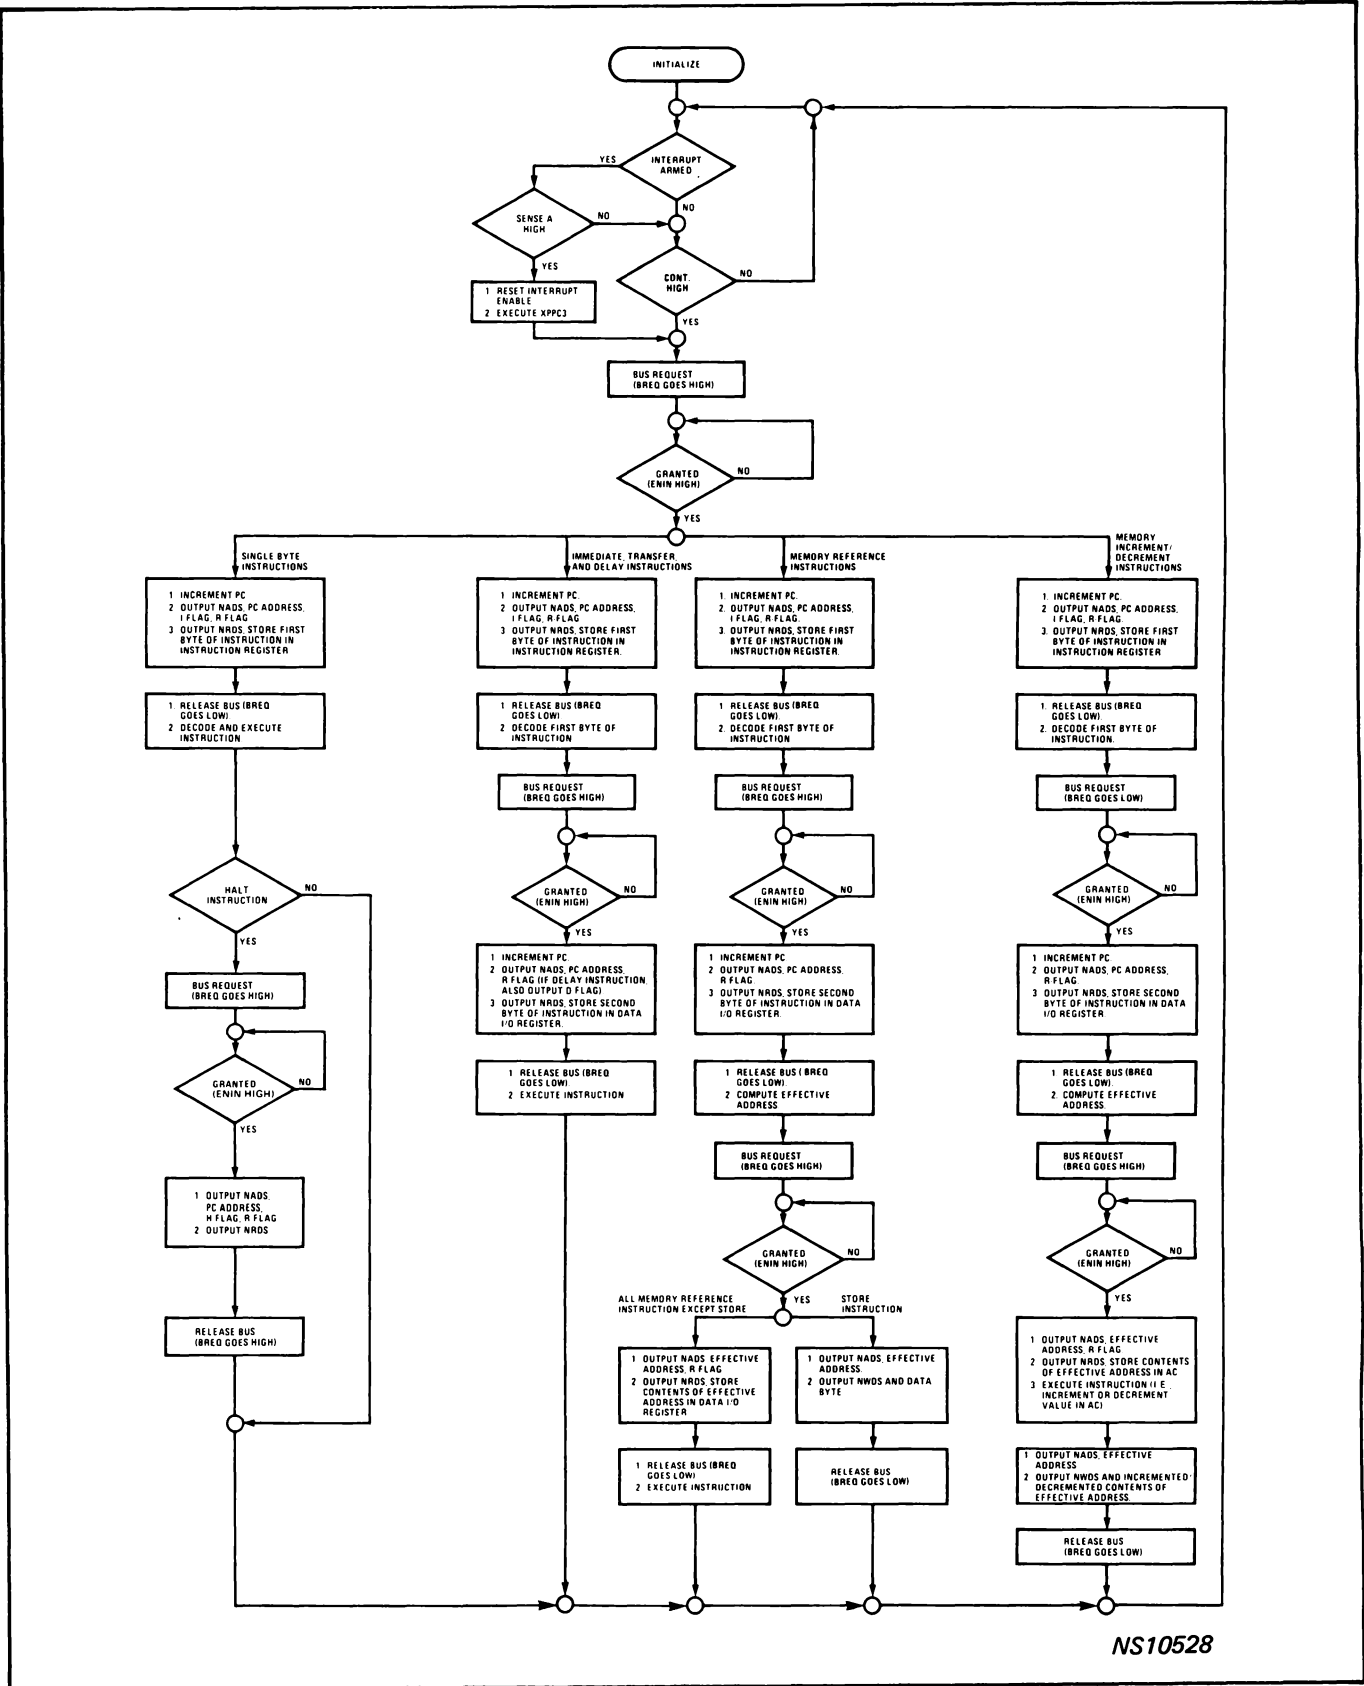 INITIALIZE
INTERRUPT
ARMED
YES
NO
SENSE A
HIGH
NO
YES
CONT.
HIGH
NO
YES
1 RESET INTERRUPT
ENABLE
2 EXECUTE XPPC3
BUS REQUEST
(BREQ GOES HIGH)
GRANTED
(ENIN HIGH)
NO
YES
SINGLE BYTE
INSTRUCTIONS
1 INCREMENT PC
2 OUTPUT NADS, PC ADDRESS,
I FLAG, R FLAG
3 OUTPUT NRDS, STORE FIRST
BYTE OF INSTRUCTION IN
INSTRUCTION REGISTER
1. RELEASE BUS (BREQ
GOES LOW)
2 DECODE AND EXECUTE
INSTRUCTION
HALT
INSTRUCTION
NO
YES
BUS REQUEST
(BREQ GOES HIGH)
GRANTED
(ENIN HIGH)
NO
YES
1 OUTPUT NADS,
PC ADDRESS,
H FLAG, R FLAG
2 OUTPUT NRDS
RELEASE BUS
(BREQ GOES HIGH)
IMMEDIATE, TRANSFER
AND DELAY INSTRUCTIONS
1 INCREMENT PC.
2 OUTPUT NADS, PC ADDRESS,
I FLAG, R-FLAG
3 OUTPUT NRDS, STORE FIRST
BYTE OF INSTRUCTION IN
INSTRUCTION REGISTER.
1 RELEASE BUS (BREQ
GOES LOW)
2 DECODE FIRST BYTE OF
INSTRUCTION
BUS REQUEST
(BREQ GOES HIGH)
GRANTED
(ENIN HIGH)
NO
YES
1 INCREMENT PC.
2 OUTPUT NADS, PC ADDRESS,
R FLAG (IF DELAY INSTRUCTION,
ALSO OUTPUT D FLAG)
3 OUTPUT NRDS, STORE SECOND
BYTE OF INSTRUCTION IN DATA
I/O REGISTER.
1 RELEASE BUS (BREQ
GOES LOW).
2 EXECUTE INSTRUCTION
MEMORY REFERENCE
INSTRUCTIONS
1. INCREMENT PC.
2. OUTPUT NADS, PC ADDRESS,
I FLAG, R-FLAG.
3. OUTPUT NRDS, STORE FIRST
BYTE OF INSTRUCTION IN
INSTRUCTION REGISTER.
1 RELEASE BUS (BREQ
GOES LOW).
2. DECODE FIRST BYTE OF
INSTRUCTION
BUS REQUEST
(BREQ GOES HIGH)
GRANTED
(ENIN HIGH)
NO
YES
1 INCREMENT PC.
2 OUTPUT NADS, PC ADDRESS,
R FLAG.
3 OUTPUT NRDS, STORE SECOND
BYTE OF INSTRUCTION IN DATA
I/O REGISTER.
1 RELEASE BUS (BREQ
GOES LOW).
2 COMPUTE EFFECTIVE
ADDRESS
BUS REQUEST
(BREQ GOES HIGH)
GRANTED
(ENIN HIGH)
NO
YES
ALL MEMORY REFERENCE
INSTRUCTION EXCEPT STORE
1 OUTPUT NADS, EFFECTIVE
ADDRESS, R FLAG
2 OUTPUT NRDS, STORE
CONTENTS OF EFFECTIVE
ADDRESS IN DATA I/O
REGISTER
1 RELEASE BUS (BREQ
GOES LOW)
2 EXECUTE INSTRUCTION
STORE
INSTRUCTION
1 OUTPUT NADS, EFFECTIVE
ADDRESS.
2 OUTPUT NWDS AND DATA
BYTE
RELEASE BUS
(BREQ GOES LOW)
MEMORY
INCREMENT/
DECREMENT
INSTRUCTIONS
1. INCREMENT PC.
2 OUTPUT NADS, PC ADDRESS,
I FLAG, R FLAG.
3. OUTPUT NRDS, STORE FIRST
BYTE OF INSTRUCTION IN
INSTRUCTION REGISTER
1. RELEASE BUS (BREQ
GOES LOW).
2. DECODE FIRST BYTE OF
INSTRUCTION.
BUS REQUEST
(BREQ GOES LOW)
GRANTED
(ENIN HIGH)
NO
YES
1 INCREMENT PC
2 OUTPUT NADS, PC ADDRESS,
R-FLAG.
3 OUTPUT NRDS, STORE SECOND
BYTE OF INSTRUCTION IN DATA
I/O REGISTER.
1 RELEASE BUS (BREQ
GOES LOW).
2. COMPUTE EFFECTIVE
ADDRESS
BUS REQUEST
(BREQ GOES HIGH)
GRANTED
(ENIN HIGH)
NO
YES
1 OUTPUT NADS, EFFECTIVE
ADDRESS, R FLAG
2 OUTPUT NRDS, STORE CONTENTS
OF EFFECTIVE ADDRESS IN AC
3 EXECUTE INSTRUCTION (I E,
INCREMENT OR DECREMENT
VALUE IN AC)
1 OUTPUT NADS, EFFECTIVE
ADDRESS
2 OUTPUT NWDS AND INCREMENTED/
DECREMENTED CONTENTS OF
EFFECTIVE ADDRESS.
RELEASE BUS
(BREQ GOES LOW)
NS10528